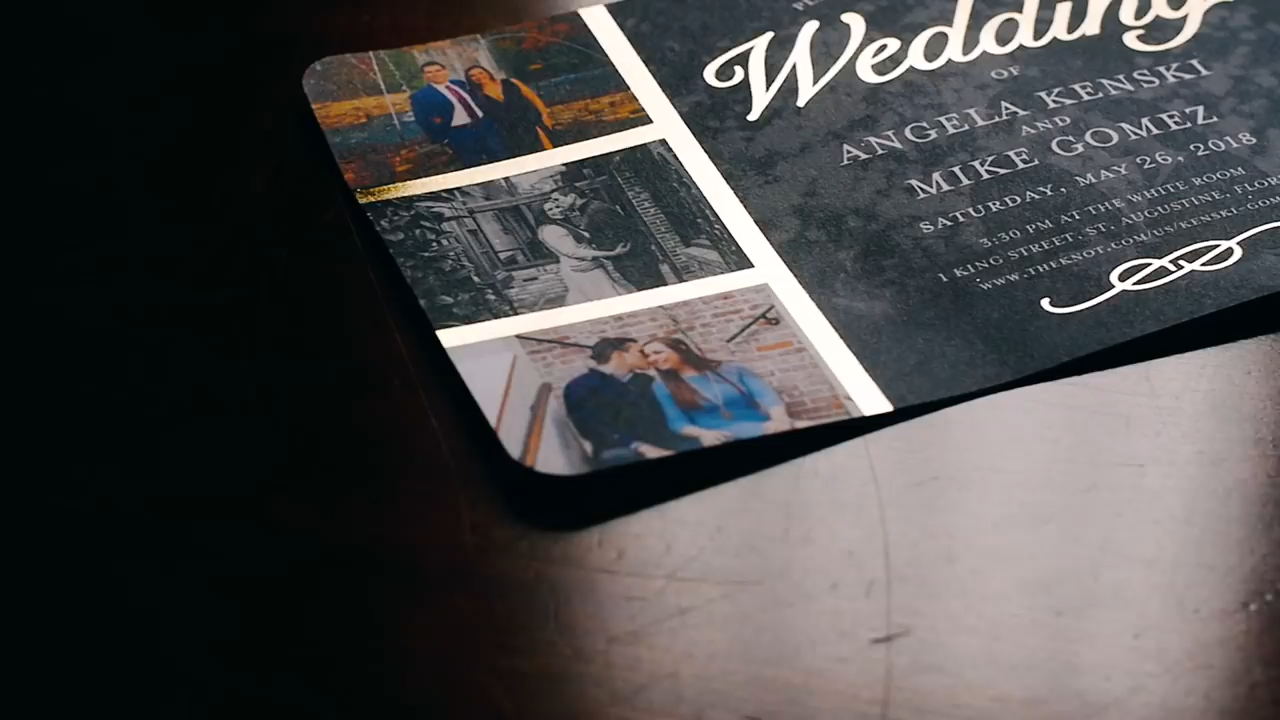 Wedding
OF
ANGELA KENSKI
AND
MIKE GOMEZ
SATURDAY, MAY 26, 2018
3:30 PM AT THE WHITE ROOM
1 KING STREET; ST. AUGUSTINE,